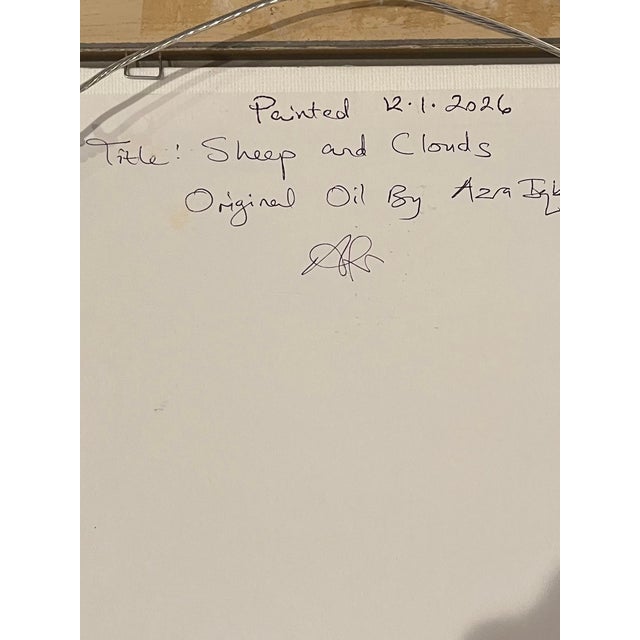 Painted 12.1.2026
Title: Sheep and Clouds
Original Oil By Azra